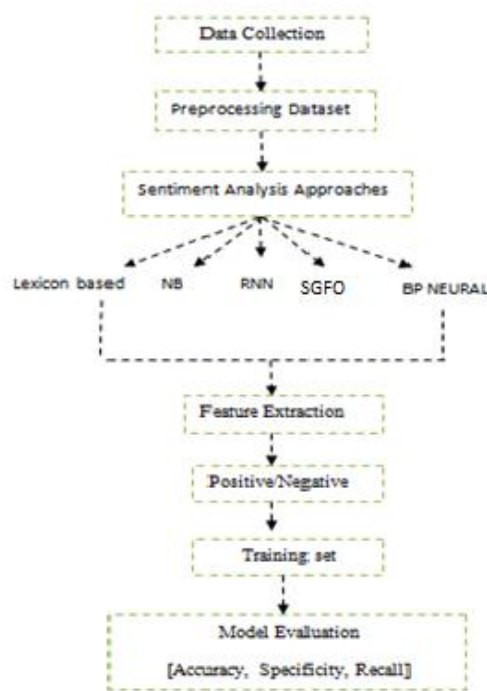 Data Collection
Preprocessing Dataset
Sentiment Analysis Approaches
Lexicon based NB RNN SGFO BP NEURAL
Feature Extraction
Positive/Negative
Training set
Model Evaluation
[Accuracy, Specificity, Recall]